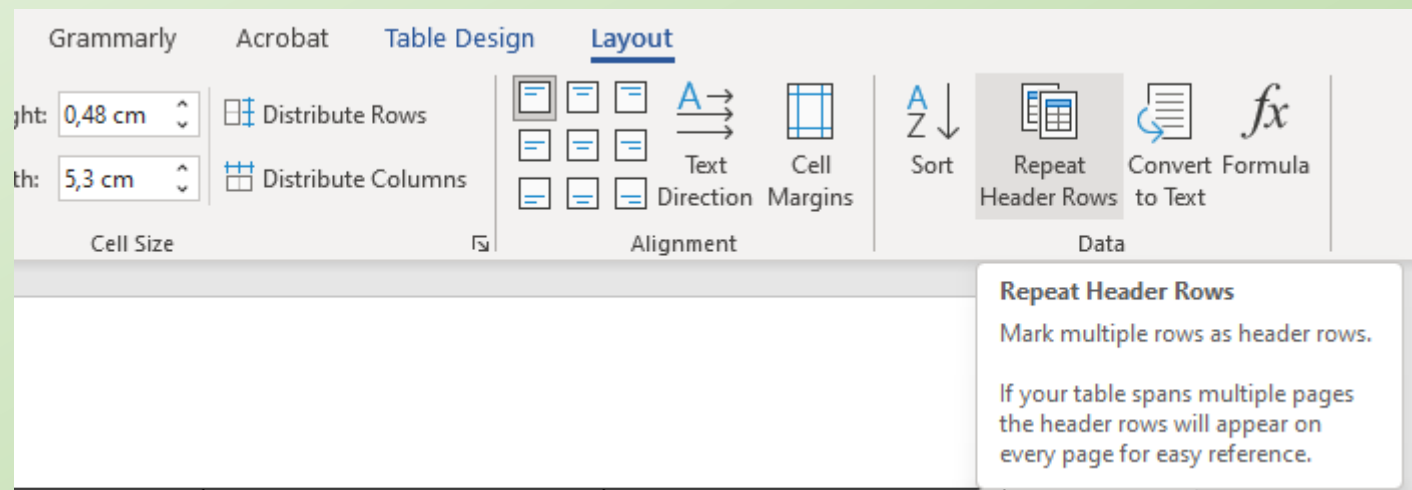 Grammarly Acrobat Table Design Layout
ght: 0,48 cm Distribute Rows
th: 5,3 cm Distribute Columns
Cell Size
Text
Direction
Cell
Margins
Alignment
A
Z
Sort
Repeat
Header Rows
Convert
to Text
fx
Formula
Data
Repeat Header Rows
Mark multiple rows as header rows.
If your table spans multiple pages
the header rows will appear on
every page for easy reference.